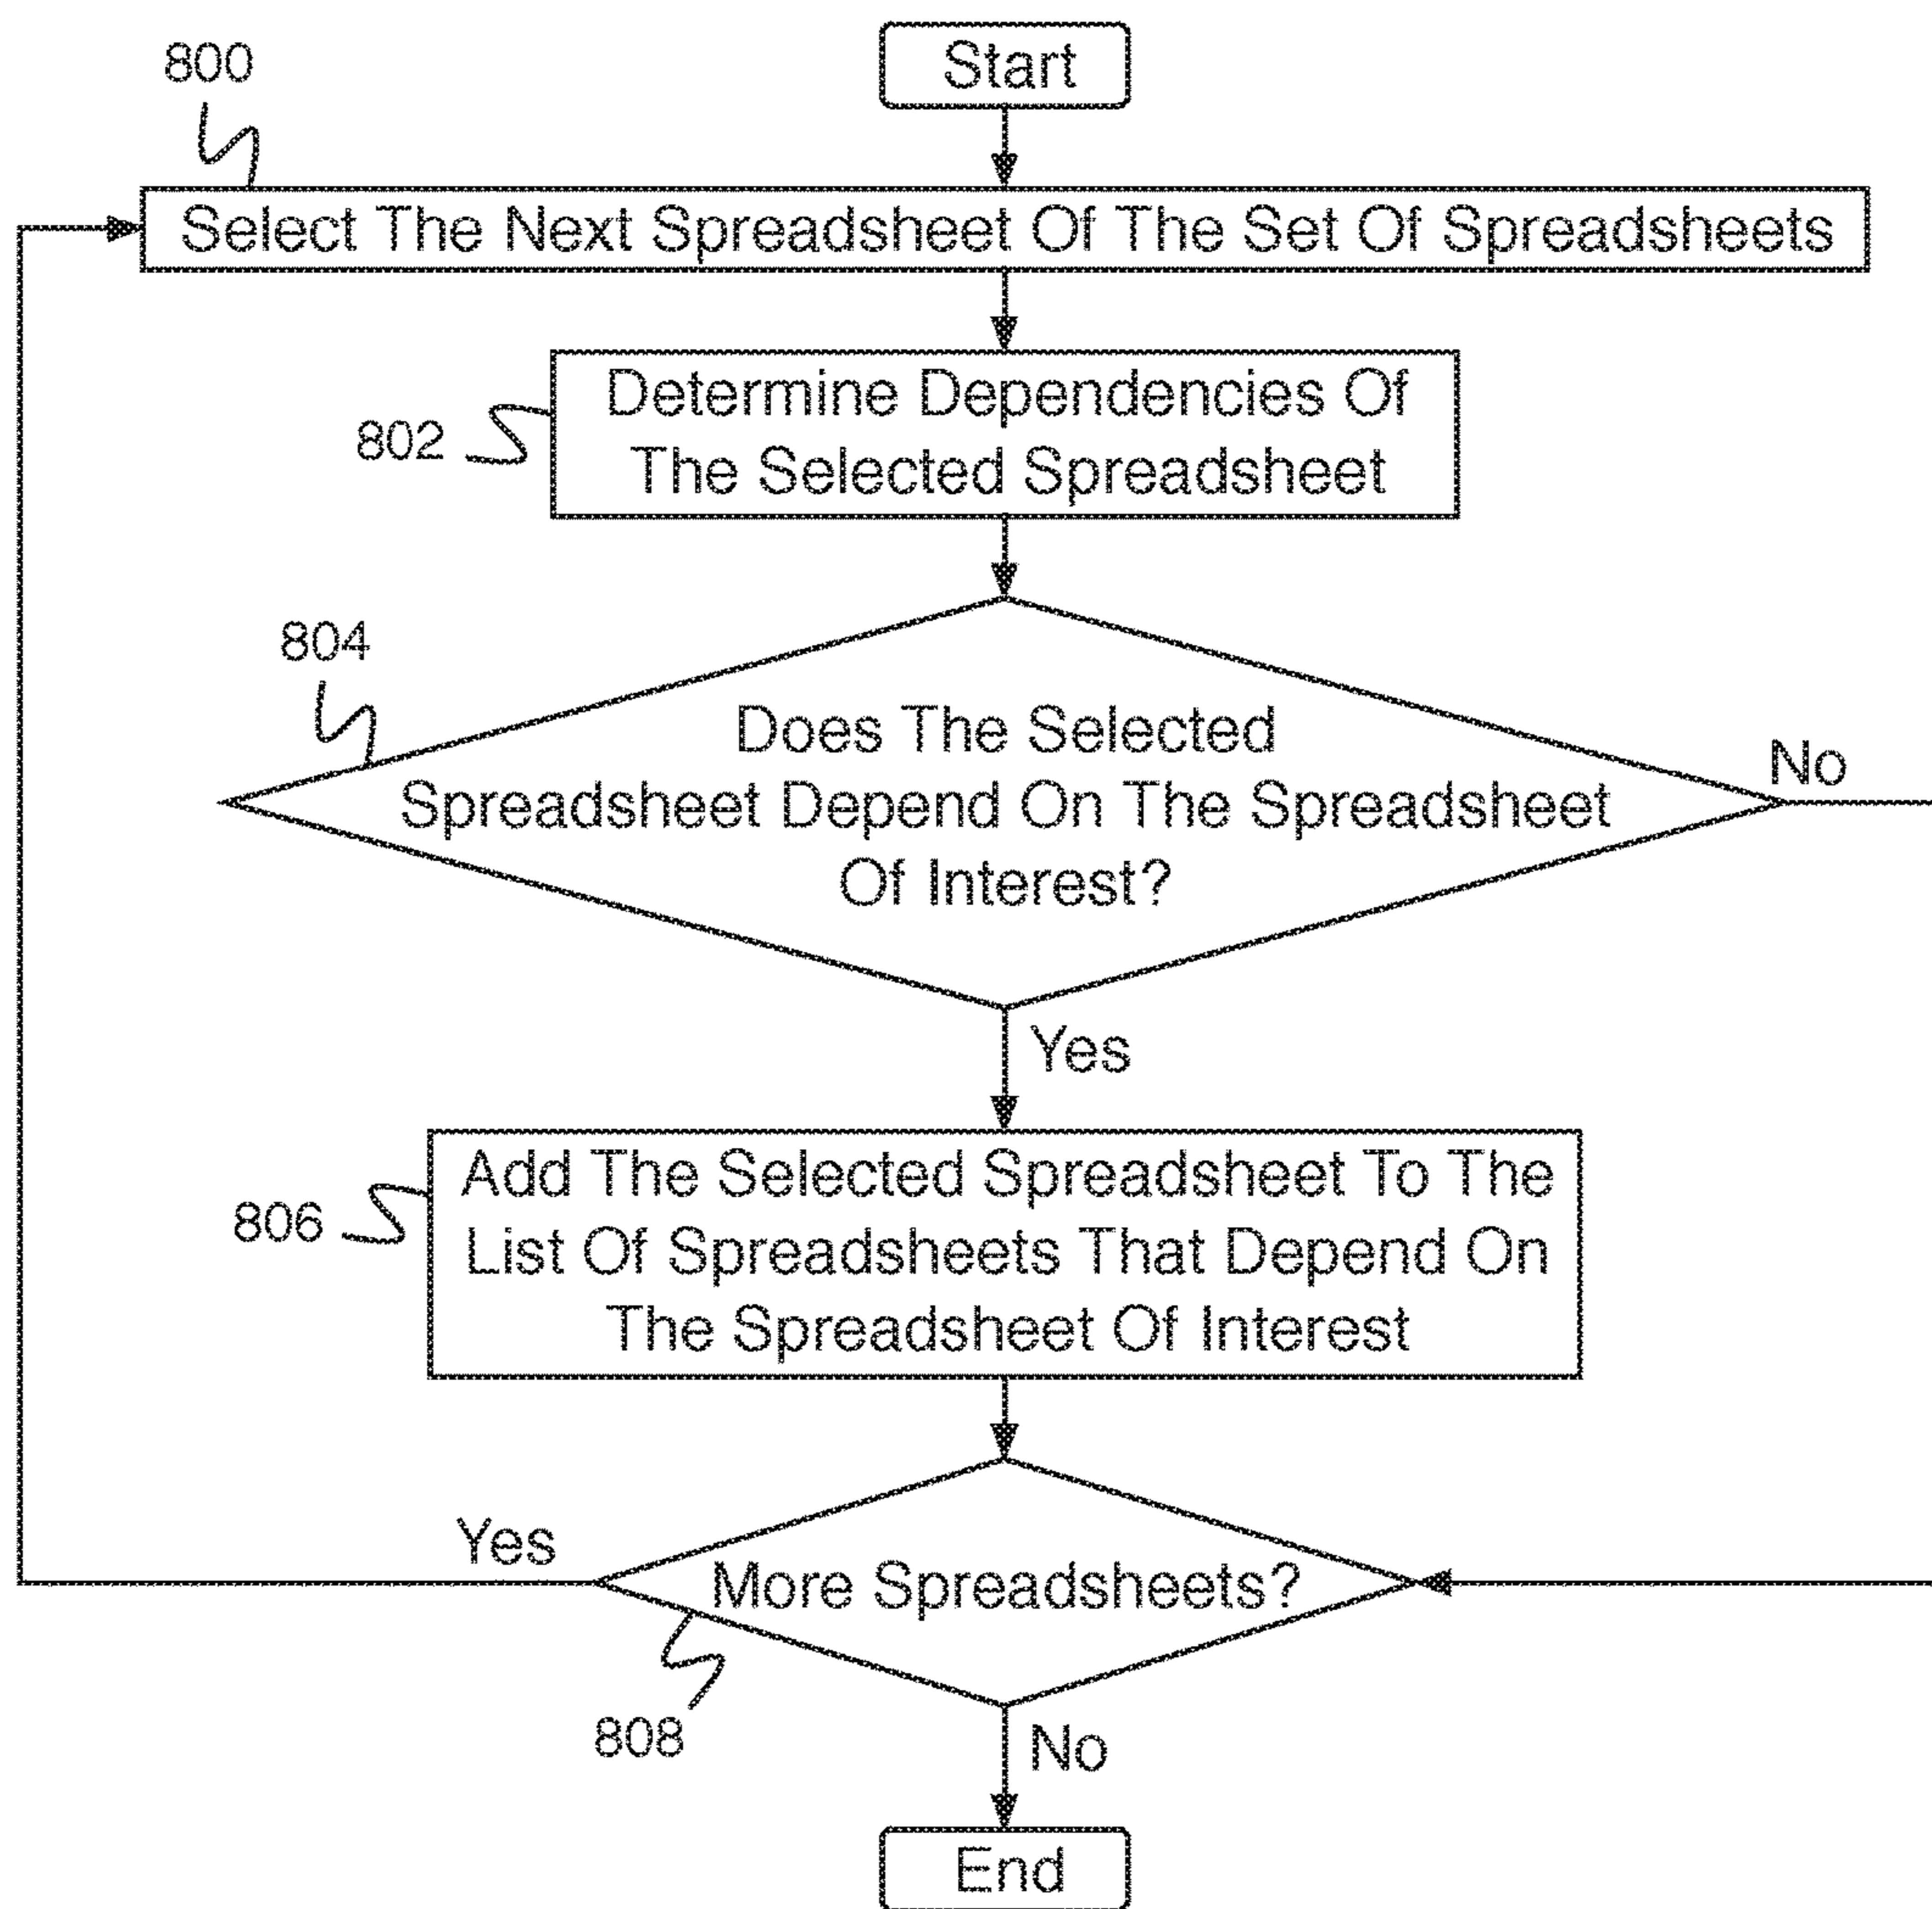 Start
800
Select The Next Spreadsheet Of The Set Of Spreadsheets
Determine Dependencies Of
The Selected Spreadsheet
802
804
Does The Selected
Spreadsheet Depend On The Spreadsheet
Of Interest?
No
Yes
Add The Selected Spreadsheet To The
List Of Spreadsheets That Depend On
The Spreadsheet Of Interest
806
Yes
More Spreadsheets?
808
No
End